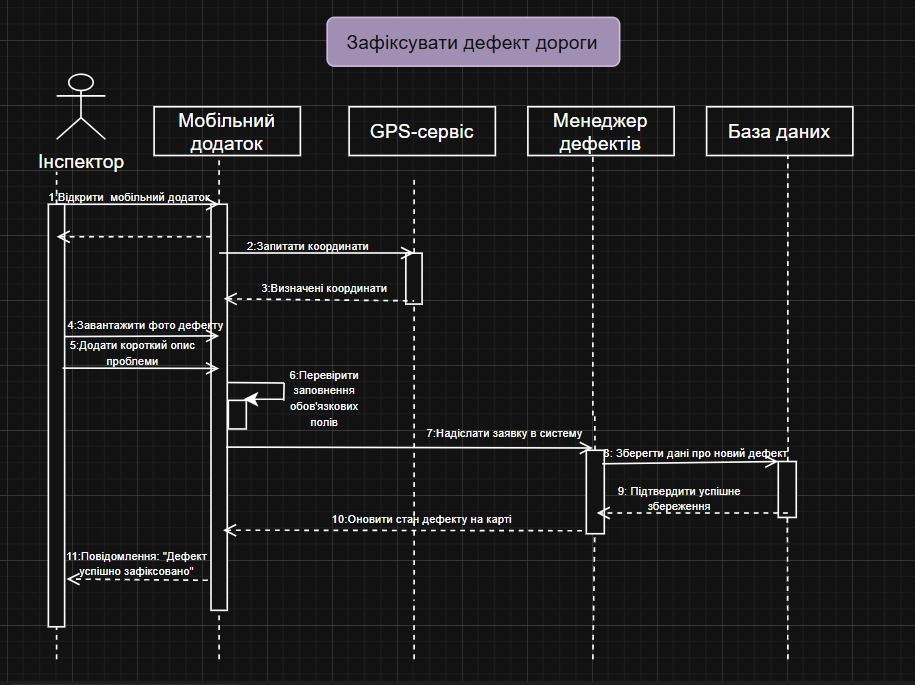 Зафіксувати дефект дороги
Інспектор
Мобільний
додаток
GPS-сервіс
Менеджер
дефектів
База даних
1:Відкрити мобільний додаток
2:Запитати координати
3:Визначені координати
4:Завантажити фото дефекту
5:Додати короткий опис
проблеми
6:Перевірити
заповнення
обов'язкових
полів
7:Надіслати заявку в систему
8: Зберегти дані про новий дефект
9: Підтвердити успішне
збереження
10:Оновити стан дефекту на карті
11:Повідомлення: "Дефект
успішно зафіксовано"